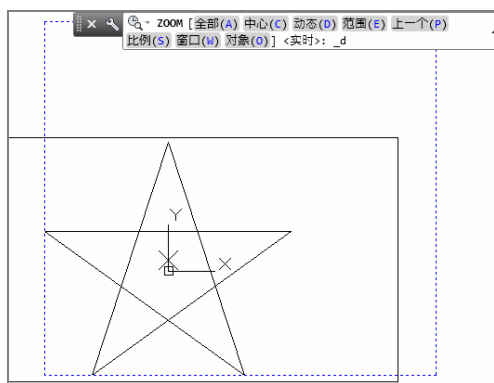 ZOOM [全部(A) 中心(C) 动态(D) 范围(E) 上一个(P)
比例(S) 窗口(W) 对象(O)] <实时>: _d
Y
X